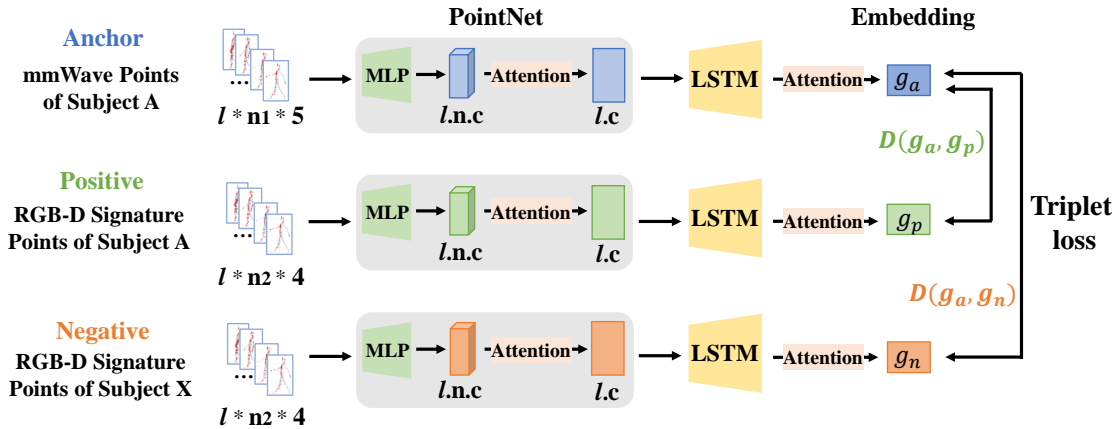 PointNet
Embedding
Anchor
mmWave Points
of Subject A
...
l * n1 * 5
MLP
l.n.c
Attention
l.c
LSTM
Attention
g_a
D(g_a, g_p)
Positive
RGB-D Signature
Points of Subject A
...
l * n2 * 4
MLP
l.n.c
Attention
l.c
LSTM
Attention
g_p
Triplet
loss
D(g_a, g_n)
Negative
RGB-D Signature
Points of Subject X
...
l * n2 * 4
MLP
l.n.c
Attention
l.c
LSTM
Attention
g_n